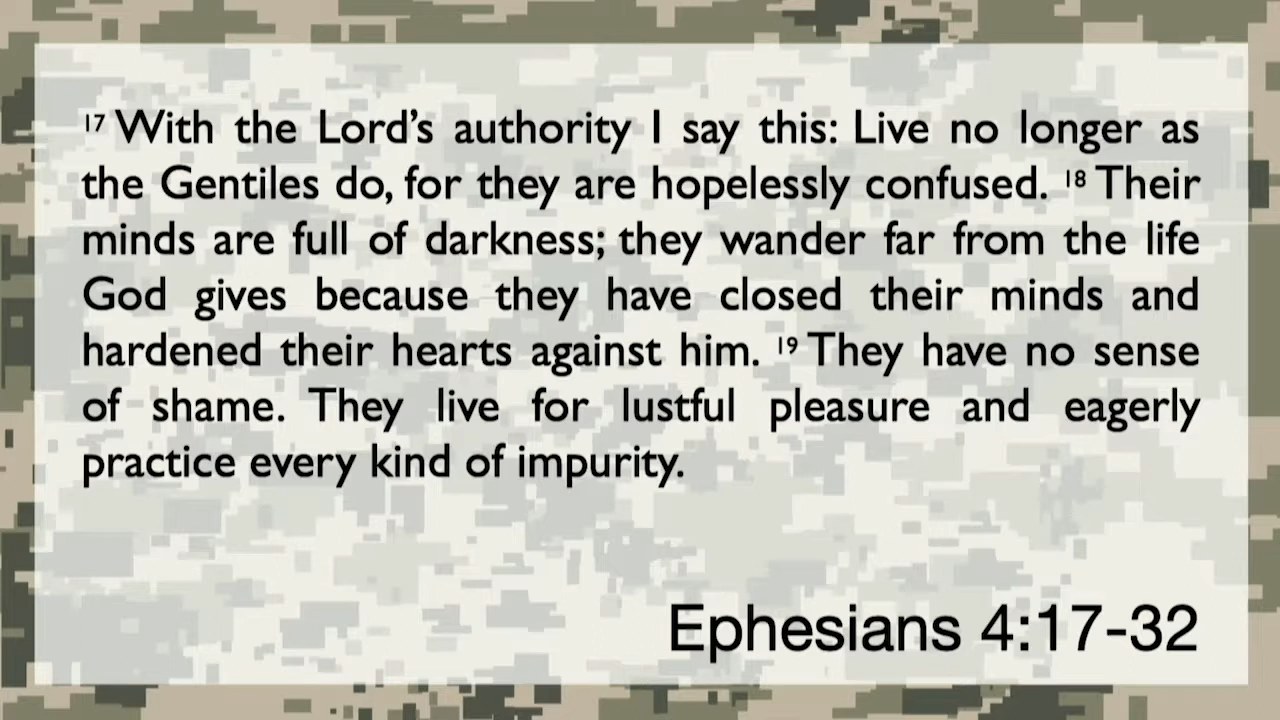 17 With the Lord’s authority I say this: Live no longer as
the Gentiles do, for they are hopelessly confused. 18 Their
minds are full of darkness; they wander far from the life
God gives because they have closed their minds and
hardened their hearts against him. 19 They have no sense
of shame. They live for lustful pleasure and eagerly
practice every kind of impurity.
Ephesians 4:17-32